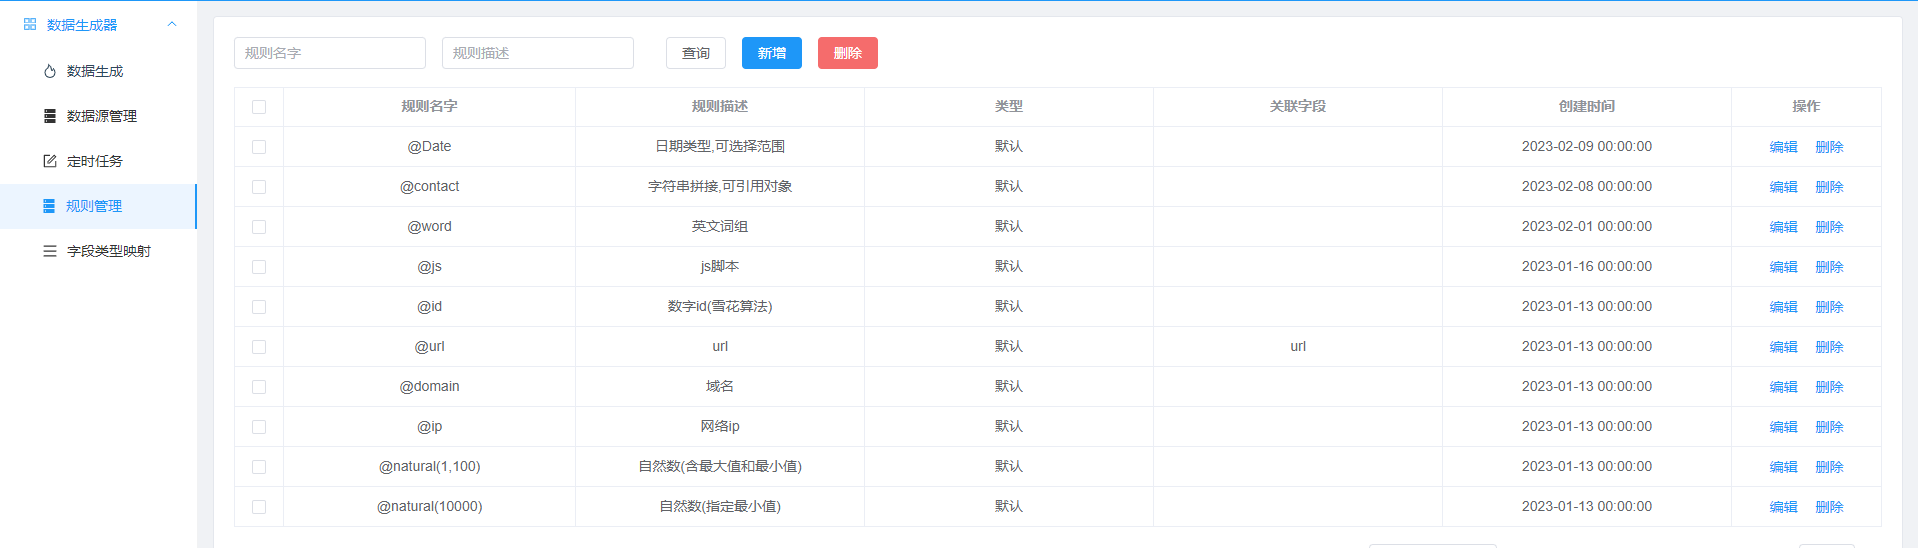 数据生成器
数据生成
数据源管理
定时任务
规则管理
字段类型映射
规则名字 规则描述 查询 新增 删除
规则名字 规则描述 类型 关联字段 创建时间 操作
@Date 日期类型,可选择范围 默认 2023-02-09 00:00:00 编辑 删除
@contact 字符串拼接,可引用对象 默认 2023-02-08 00:00:00 编辑 删除
@word 英文词组 默认 2023-02-01 00:00:00 编辑 删除
@js js脚本 默认 2023-01-16 00:00:00 编辑 删除
@id 数字id(雪花算法) 默认 2023-01-13 00:00:00 编辑 删除
@url url 默认 url 2023-01-13 00:00:00 编辑 删除
@domain 域名 默认 2023-01-13 00:00:00 编辑 删除
@ip 网络ip 默认 2023-01-13 00:00:00 编辑 删除
@natural(1,100) 自然数(含最大值和最小值) 默认 2023-01-13 00:00:00 编辑 删除
@natural(10000) 自然数(指定最小值) 默认 2023-01-13 00:00:00 编辑 删除